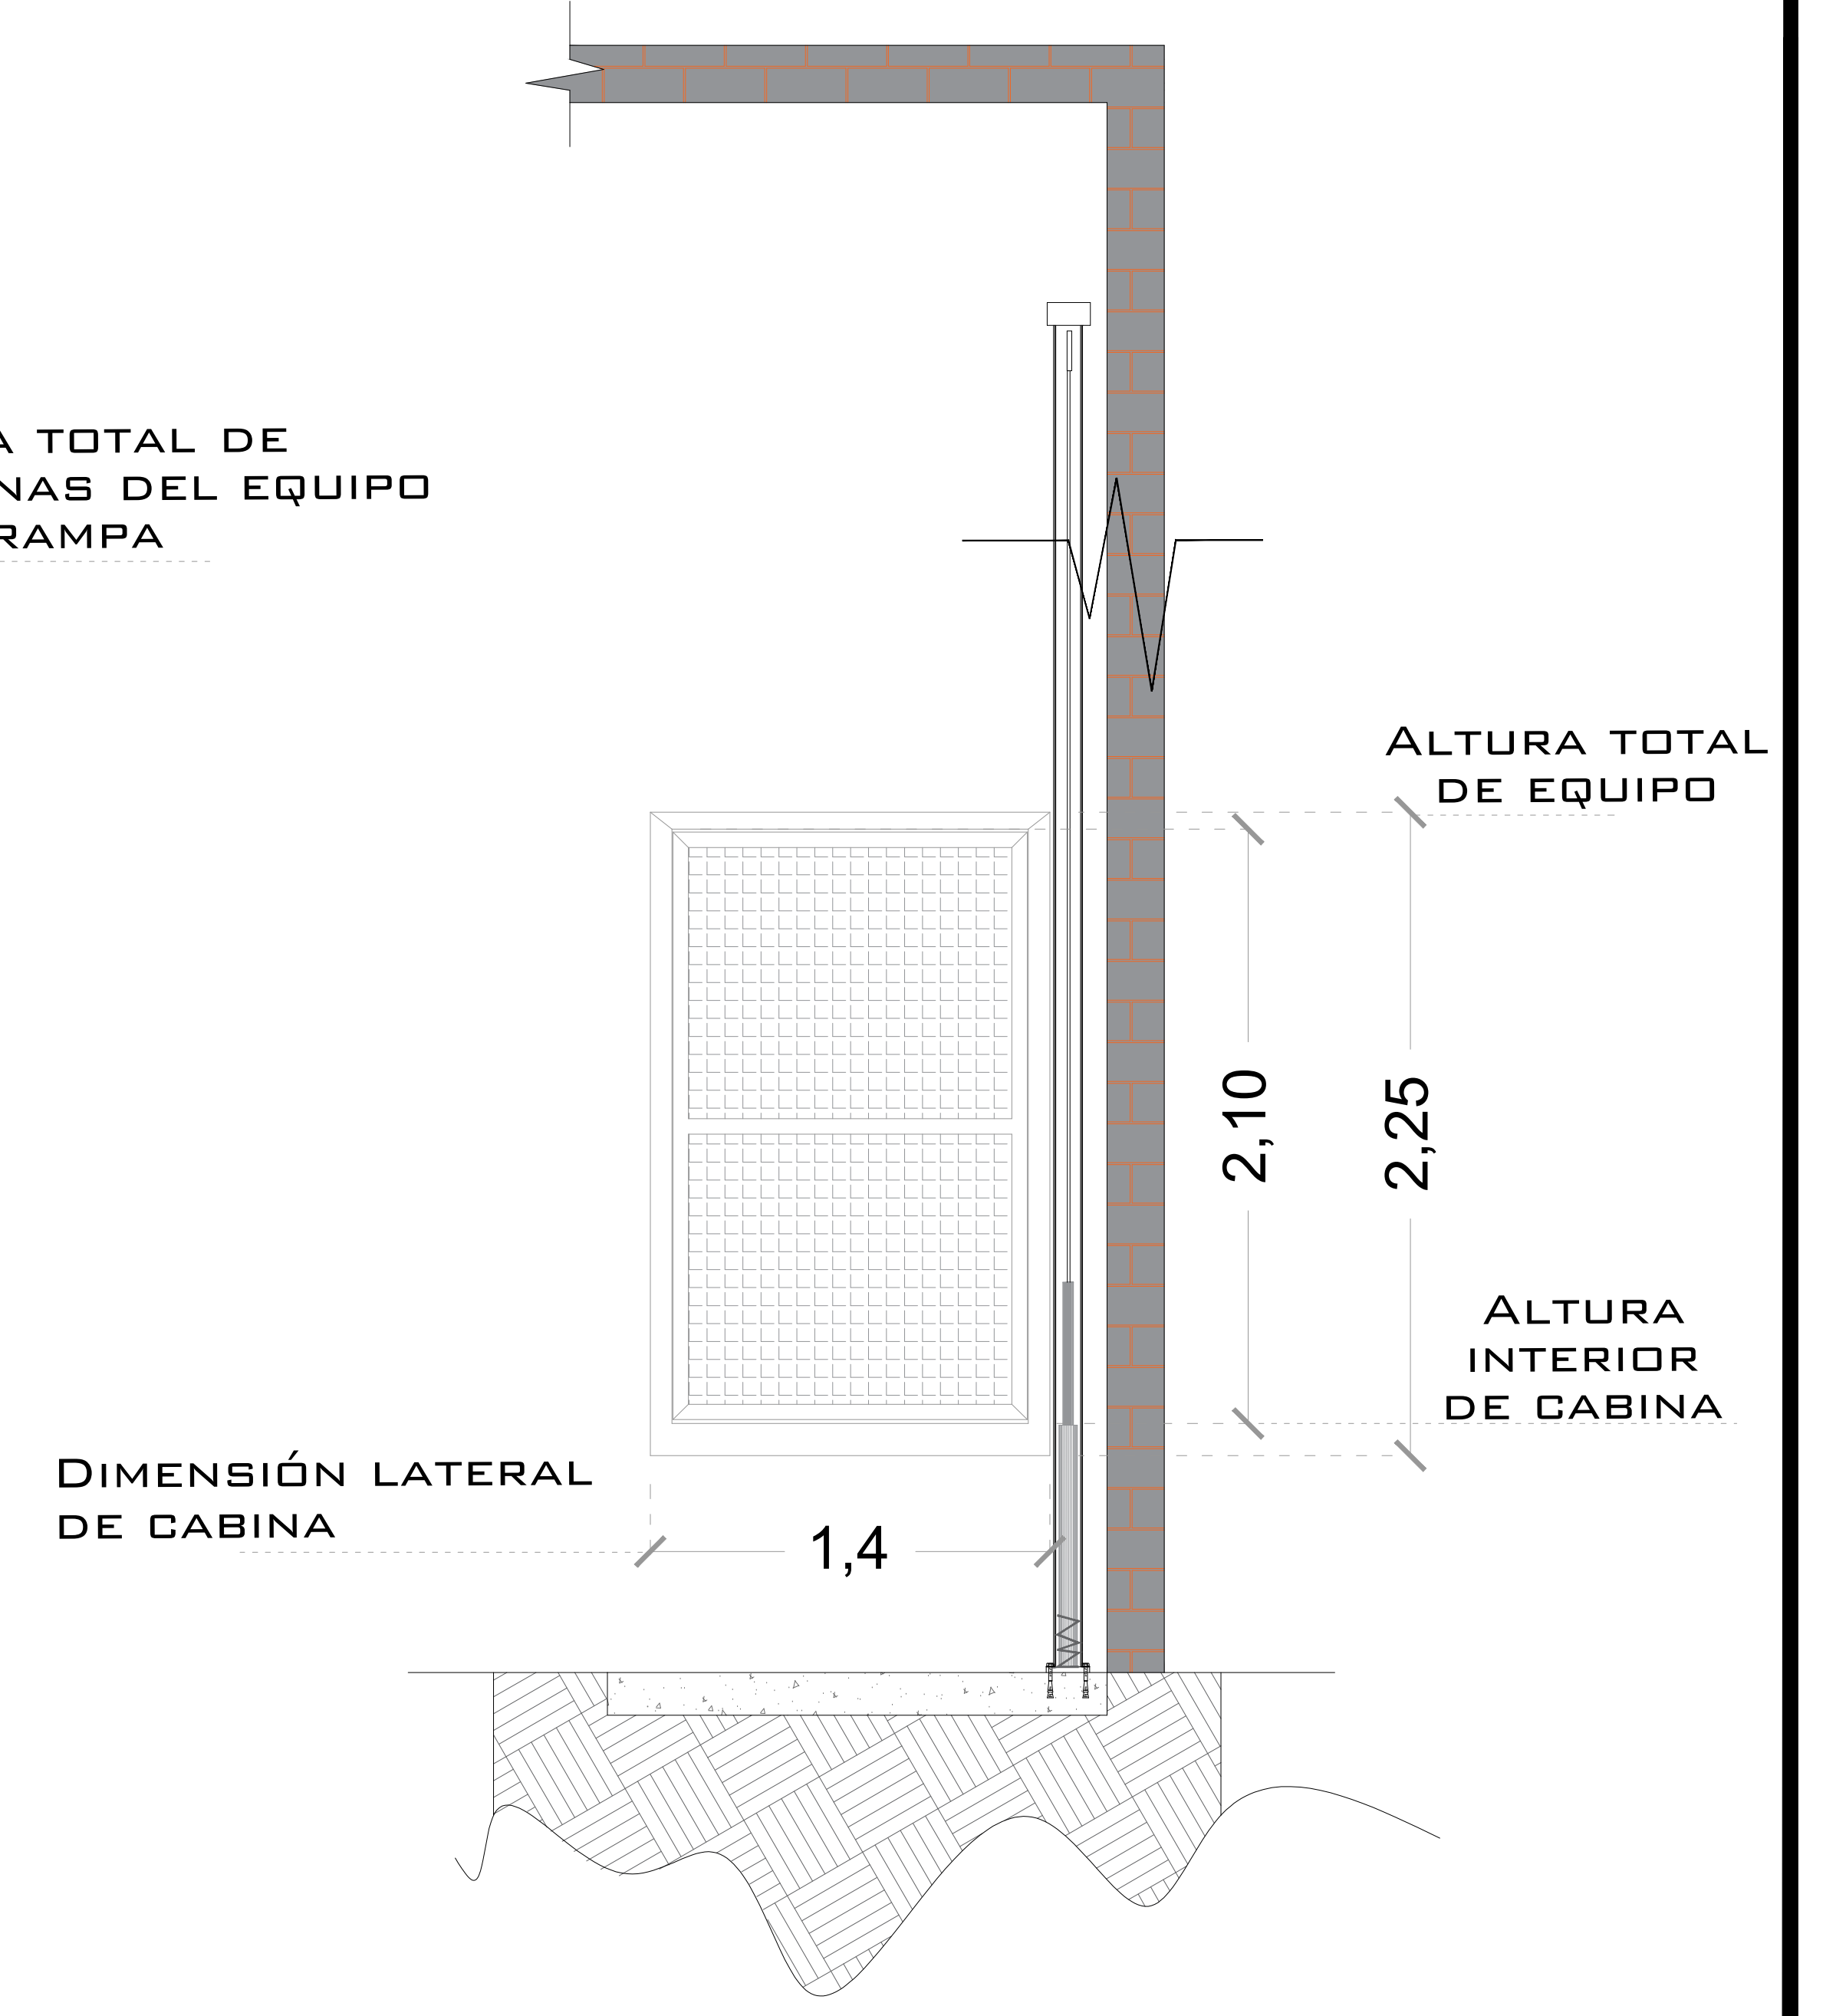 A TOTAL DE
NAS DEL EQUIPO
RAMPA
ALTURA TOTAL
DE EQUIPO
2,10
2,25
ALTURA
INTERIOR
DE CABINA
DIMENSIÓN LATERAL
DE CABINA
1,4